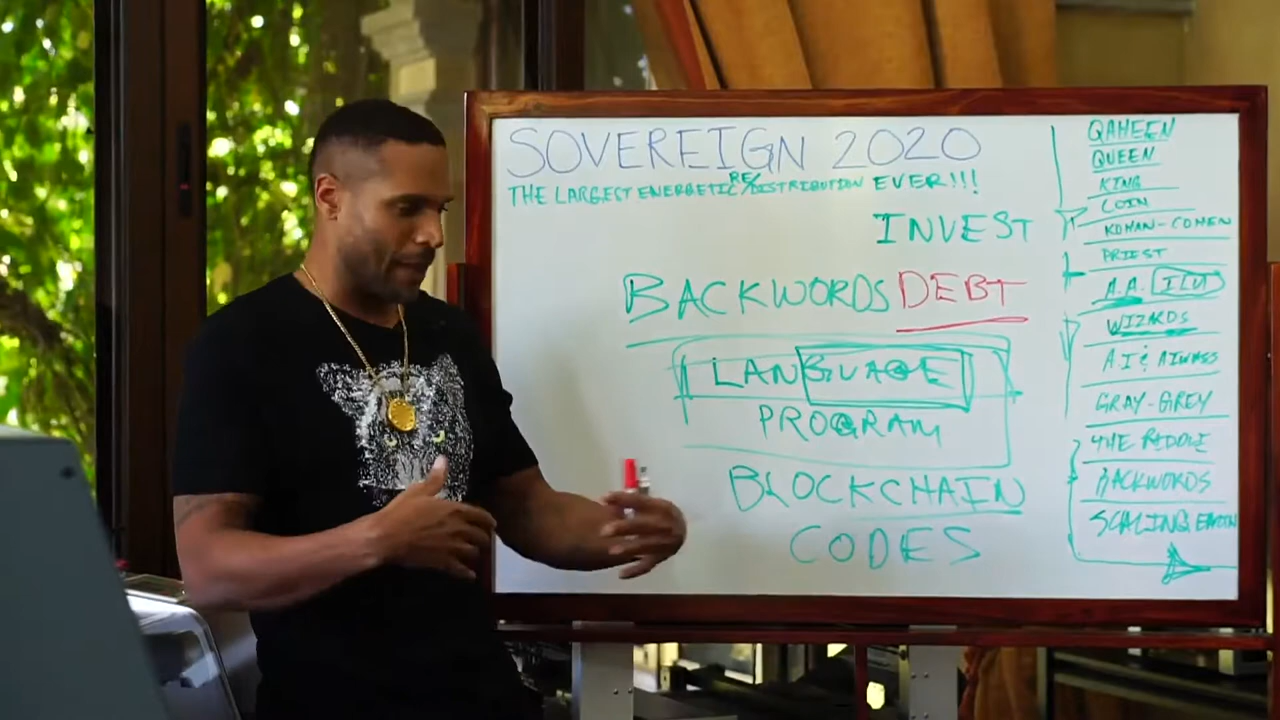 SOVEREIGN 2020
THE LARGEST ENERGETIC RE/DISTRIBUTION EVER!!!
INVEST
BACKWORDS DEBT
LANGUAGE
PROGRAM
BLOCKCHAIN
CODES
QAHEEN
QUEEN
KING
COIN
KOHAN-COHEN
PRIEST
A.A.
WIZARDS
A.I &
GRAY-GREY
THE RIDDLE
BACKWORDS
SCALING